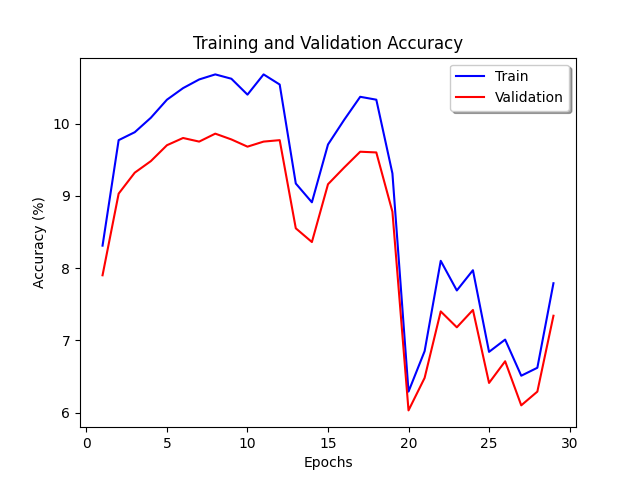 Training and Validation Accuracy
Train
Validation
Accuracy (%)
10
9
8
7
6
0 5 10 15 20 25 30
Epochs